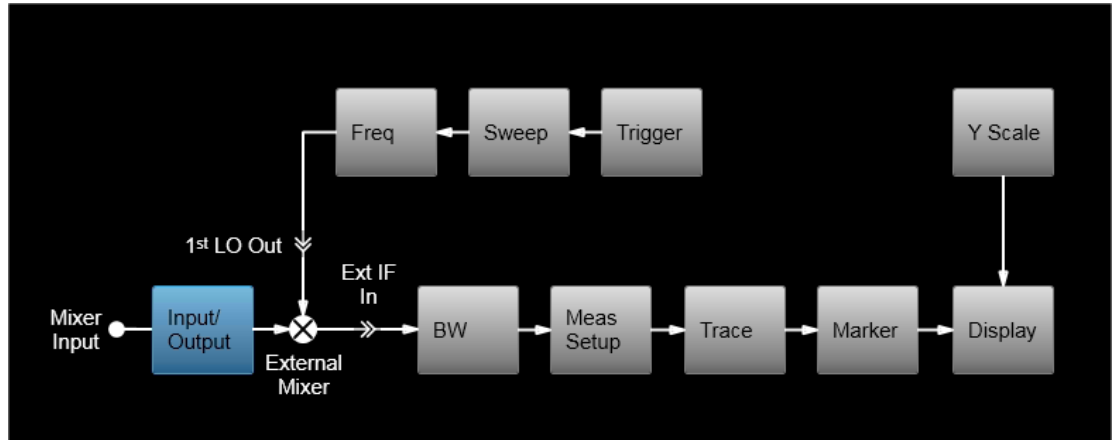 Freq
Sweep
Trigger
Y Scale
1st LO Out
Ext IF
In
Mixer
Input
Input/
Output
External
Mixer
BW
Meas
Setup
Trace
Marker
Display